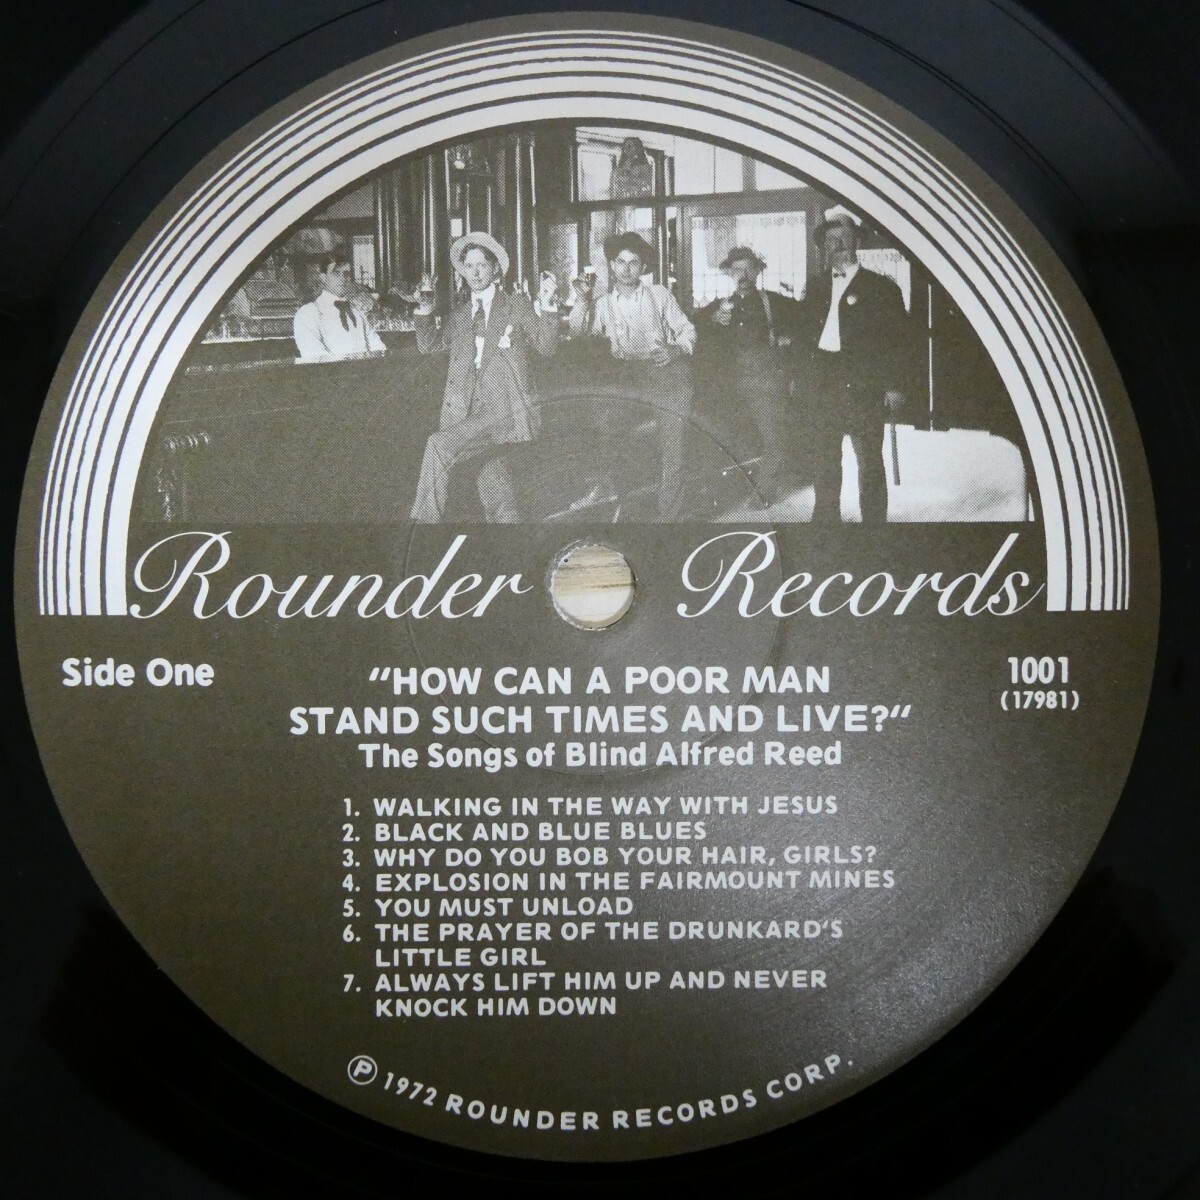 Rounder Records
Side One
"HOW CAN A POOR MAN
STAND SUCH TIMES AND LIVE?"
The Songs of Blind Alfred Reed
1001
(17981)
1. WALKING IN THE WAY WITH JESUS
2. BLACK AND BLUE BLUES
3. WHY DO YOU BOB YOUR HAIR, GIRLS?
4. EXPLOSION IN THE FAIRMOUNT MINES
5. YOU MUST UNLOAD
6. THE PRAYER OF THE DRUNKARD'S
LITTLE GIRL
7. ALWAYS LIFT HIM UP AND NEVER
KNOCK HIM DOWN
Ⓟ 1972 ROUNDER RECORDS CORP.